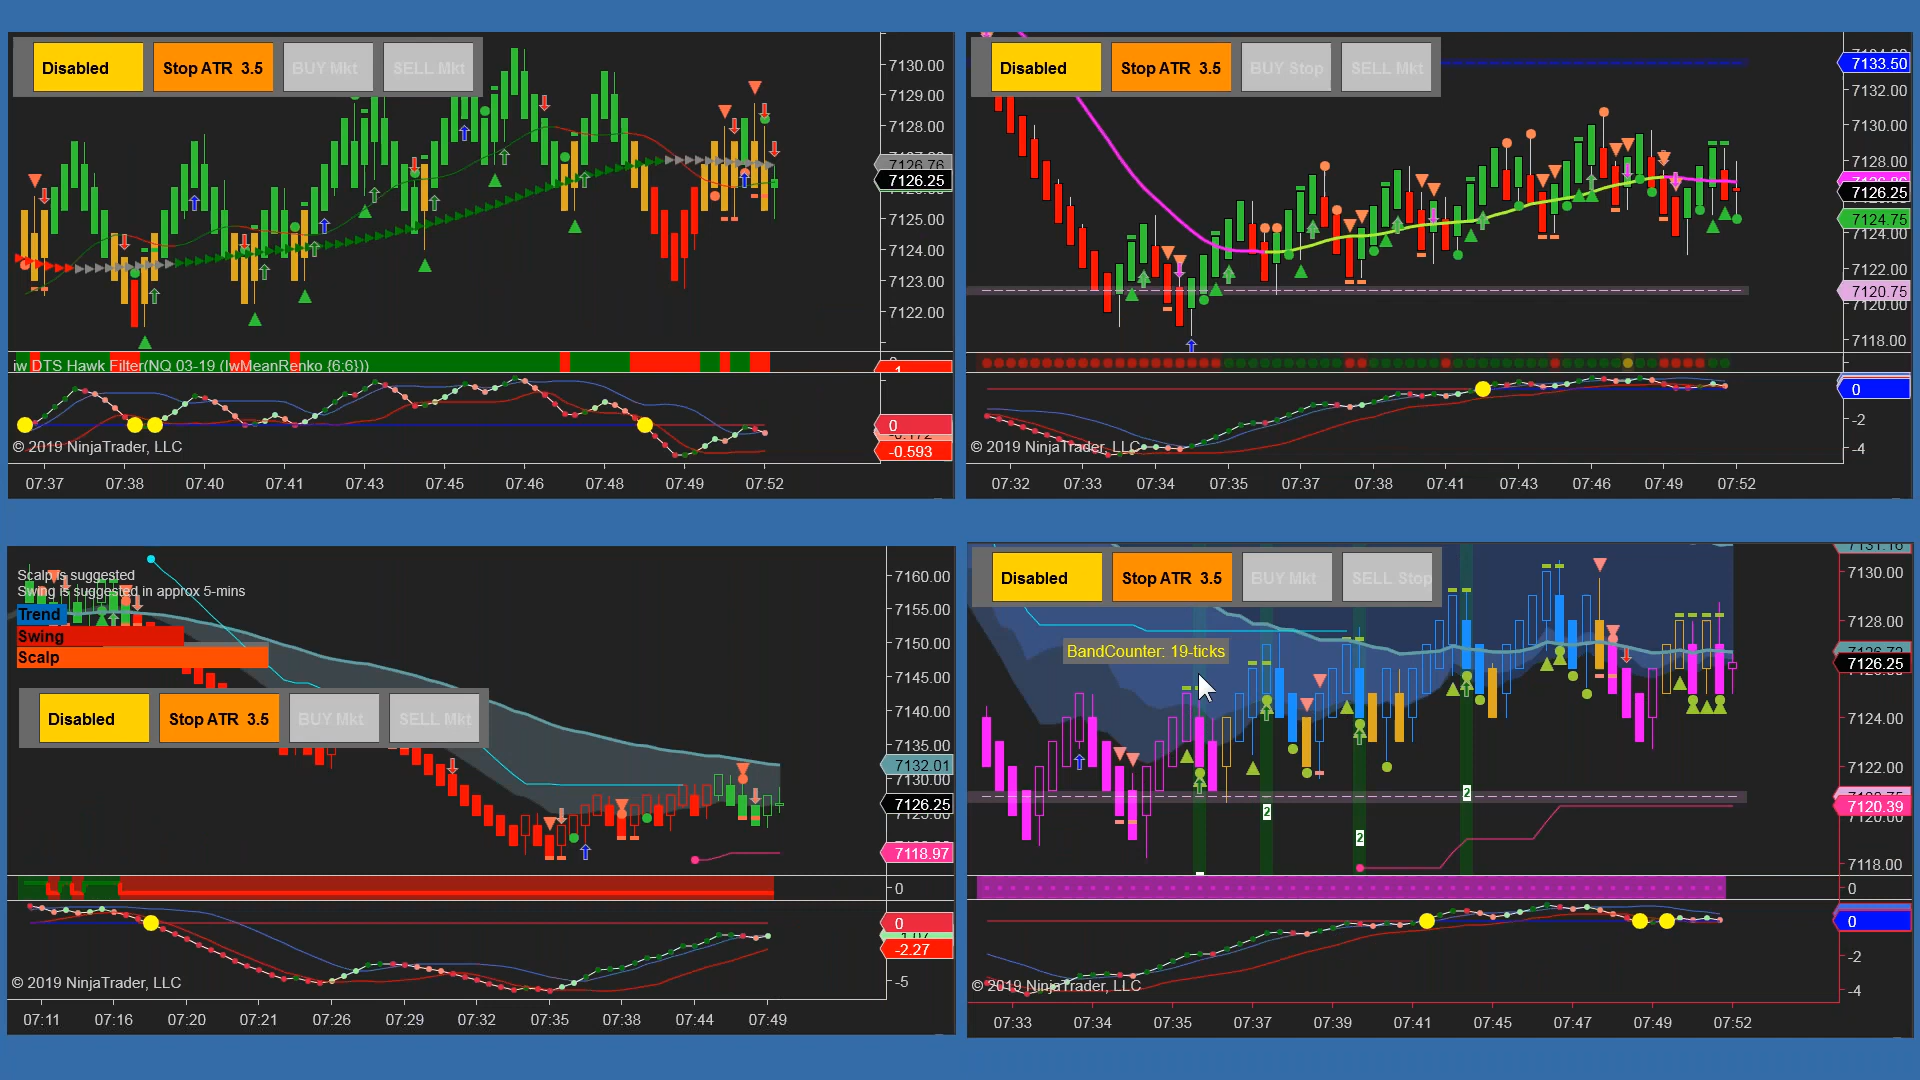 Disabled Stop ATR 3.5 BUY Mkt SELL Mkt
7130.00
7129.00
7128.00
7126.76
7126.25
7125.00
7124.00
7123.00
7122.00
iw DTS Hawk Filter(NQ 03-19 (IwMeanRenko {6;6}))
0
-0.593
© 2019 NinjaTrader, LLC
07:37 07:38 07:40 07:41 07:43 07:45 07:46 07:48 07:49 07:52
Disabled Stop ATR 3.5 BUY Stop SELL Mkt
7133.50
7132.00
7130.00
7128.00
7126.25
7124.75
7124.00
7122.00
7120.75
7120.00
7118.00
0
-2
-4
© 2019 NinjaTrader, LLC
07:32 07:33 07:34 07:35 07:37 07:38 07:41 07:43 07:46 07:49 07:52
Scalp is suggested
Swing is suggested in approx 5-mins
Trend
Swing
Scalp
Disabled Stop ATR 3.5 BUY Mkt SELL Mkt
7160.00
7155.00
7150.00
7145.00
7140.00
7135.00
7132.01
7130.00
7126.25
7125.00
7118.97
0
0
-2.27
-5
© 2019 NinjaTrader, LLC
07:11 07:16 07:20 07:21 07:26 07:29 07:32 07:35 07:38 07:44 07:49
Disabled Stop ATR 3.5 BUY Mkt SELL Stop
BandCounter: 19-ticks
2
2
2
7131.16
7130.00
7128.00
7126.25
7124.00
7122.00
7120.39
7120.00
7118.00
0
0
-2
-4
© 2019 NinjaTrader, LLC
07:33 07:34 07:35 07:37 07:39 07:41 07:45 07:47 07:49 07:52